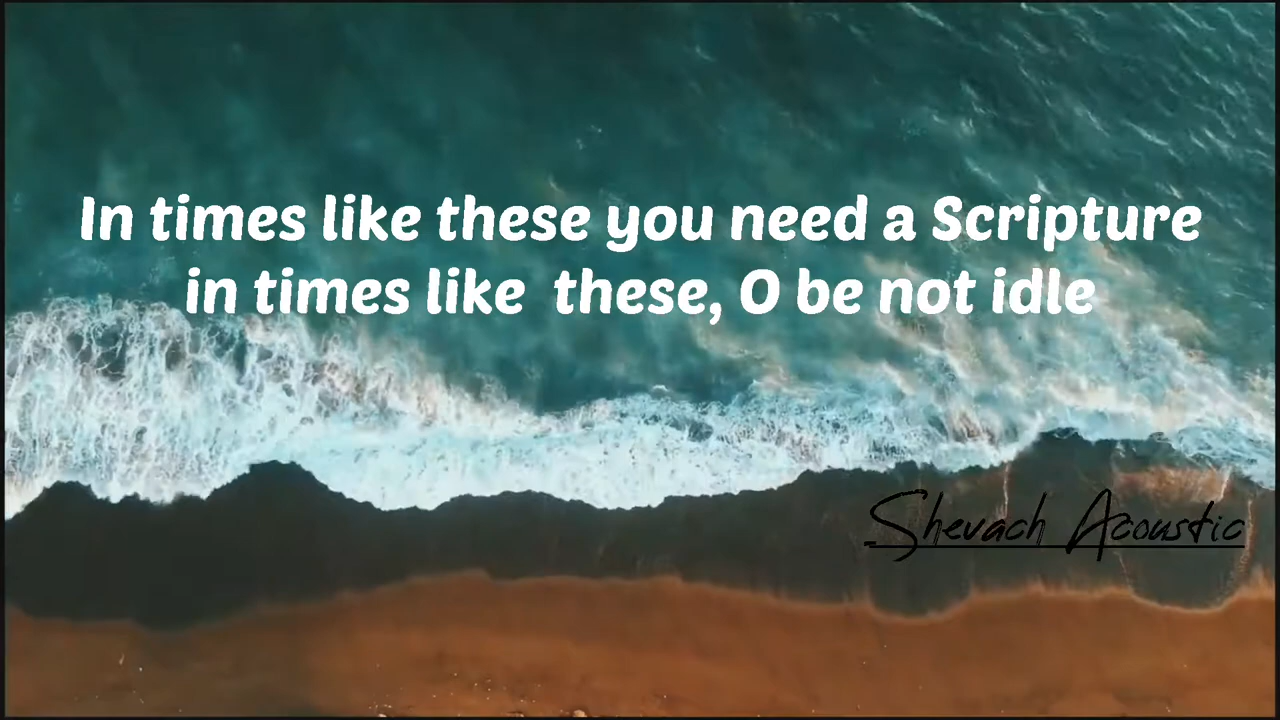 In times like these you need a Scripture
in times like  these, O be not idle
Shevach Acoustic